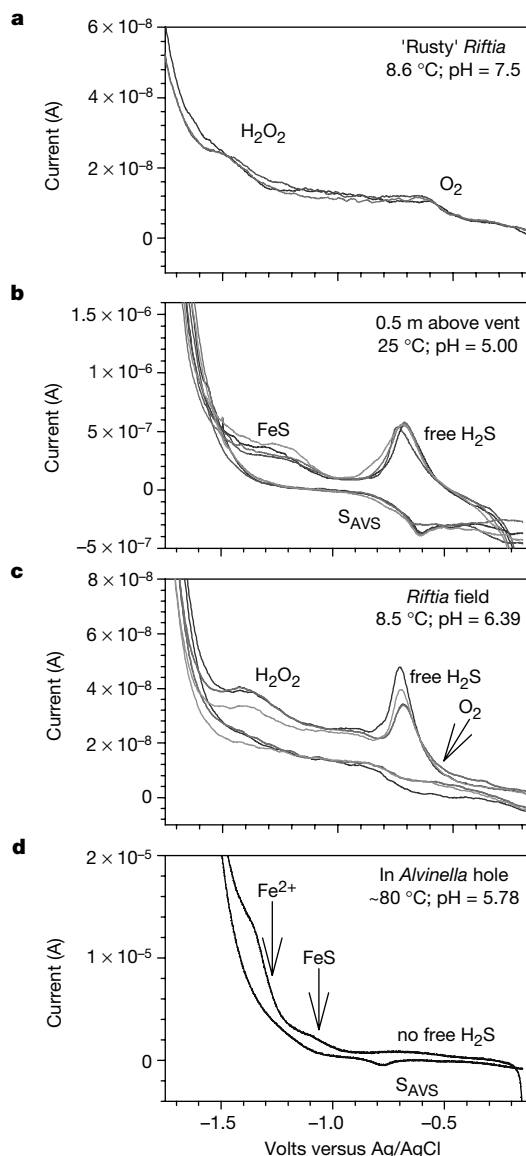 a
6 × 10⁻⁸
4 × 10⁻⁸
2 × 10⁻⁸
0
Current (A)
'Rusty' Riftia
8.6 °C; pH = 7.5
H₂O₂
O₂
b
1.5 × 10⁻⁶
1 × 10⁻⁶
5 × 10⁻⁷
0
−5 × 10⁻⁷
Current (A)
0.5 m above vent
25 °C; pH = 5.00
FeS
free H₂S
S_AVS
c
8 × 10⁻⁸
6 × 10⁻⁸
4 × 10⁻⁸
2 × 10⁻⁸
0
Current (A)
Riftia field
8.5 °C; pH = 6.39
H₂O₂
free H₂S
O₂
d
2 × 10⁻⁵
1 × 10⁻⁵
0
Current (A)
In Alvinella hole
~80 °C; pH = 5.78
Fe²⁺
FeS
no free H₂S
S_AVS
−1.5 −1.0 −0.5
Volts versus Ag/AgCl